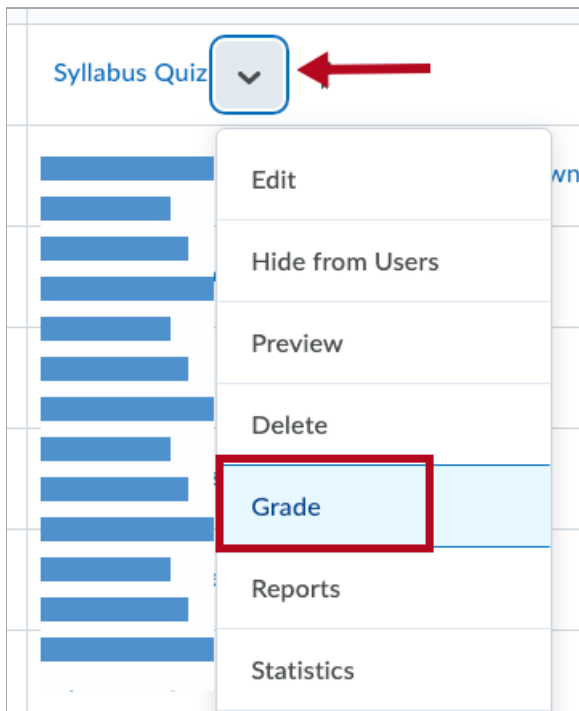 Syllabus Quiz
Edit
Hide from Users
Preview
Delete
Grade
Reports
Statistics